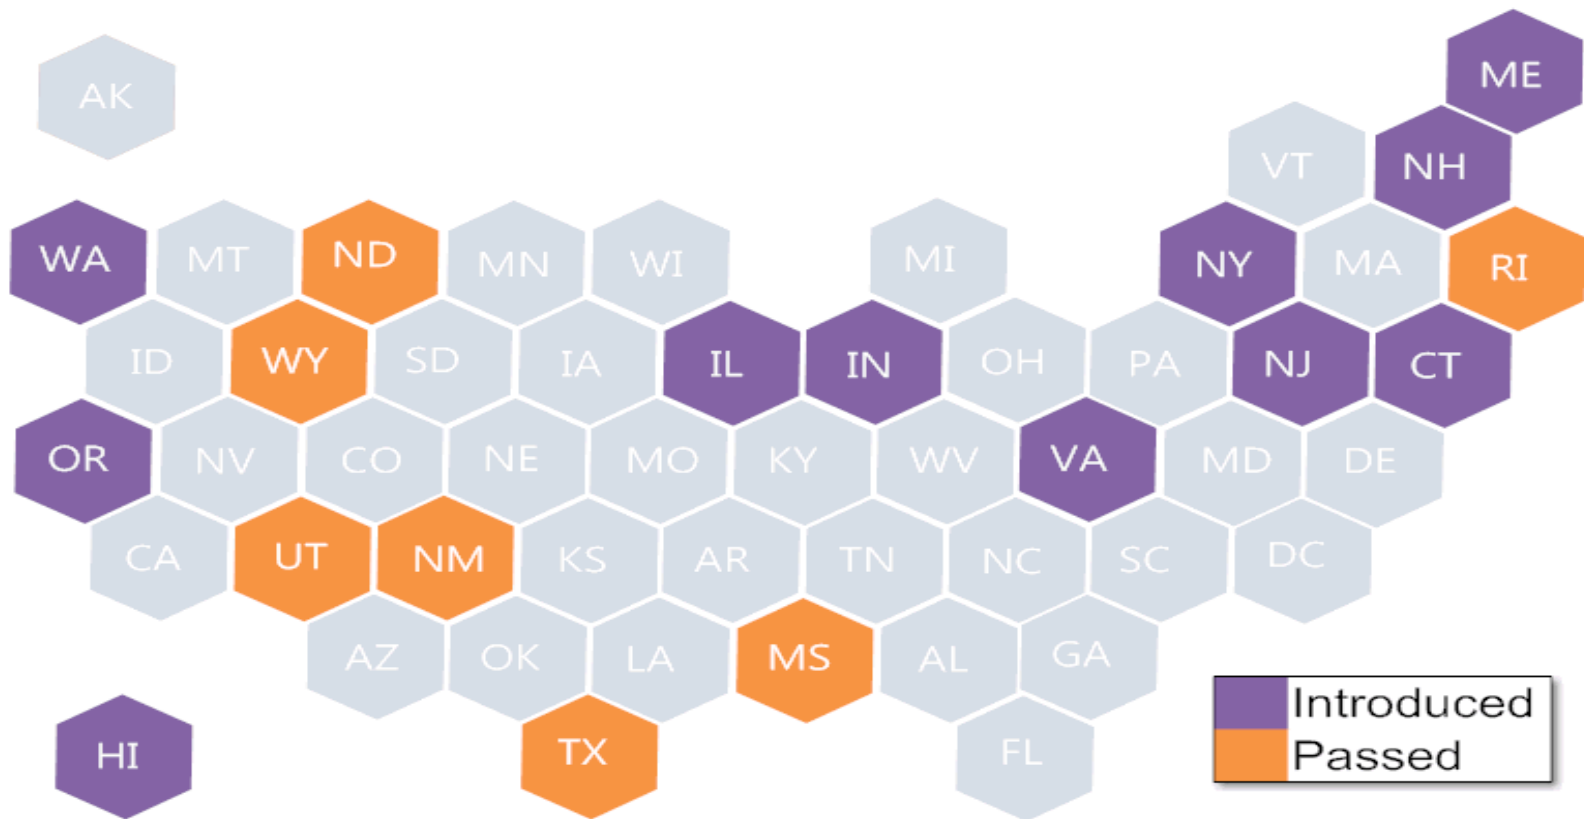 AK
ME
VT
NH
WA
MT
ND
MN
WI
MI
NY
MA
RI
ID
WY
SD
IA
IL
IN
OH
PA
NJ
CT
OR
NV
CO
NE
MO
KY
WV
VA
MD
DE
CA
UT
NM
KS
AR
TN
NC
SC
DC
AZ
OK
LA
MS
AL
GA
HI
TX
FL
Introduced
Passed